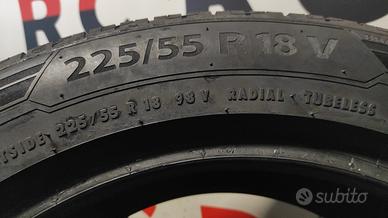 225/55 R 18 V
TSIDE 225/55 R 18 98 V RADIAL TUBELESS
subito